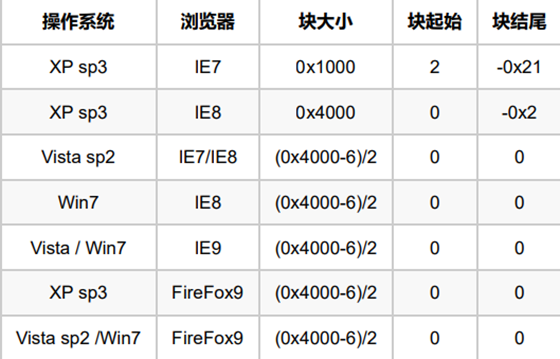 操作系统 浏览器 块大小 块起始 块结尾
XP sp3 IE7 0x1000 2 -0x21
XP sp3 IE8 0x4000 0 -0x2
Vista sp2 IE7/IE8 (0x4000-6)/2 0 0
Win7 IE8 (0x4000-6)/2 0 0
Vista / Win7 IE9 (0x4000-6)/2 0 0
XP sp3 FireFox9 (0x4000-6)/2 0 0
Vista sp2 /Win7 FireFox9 (0x4000-6)/2 0 0